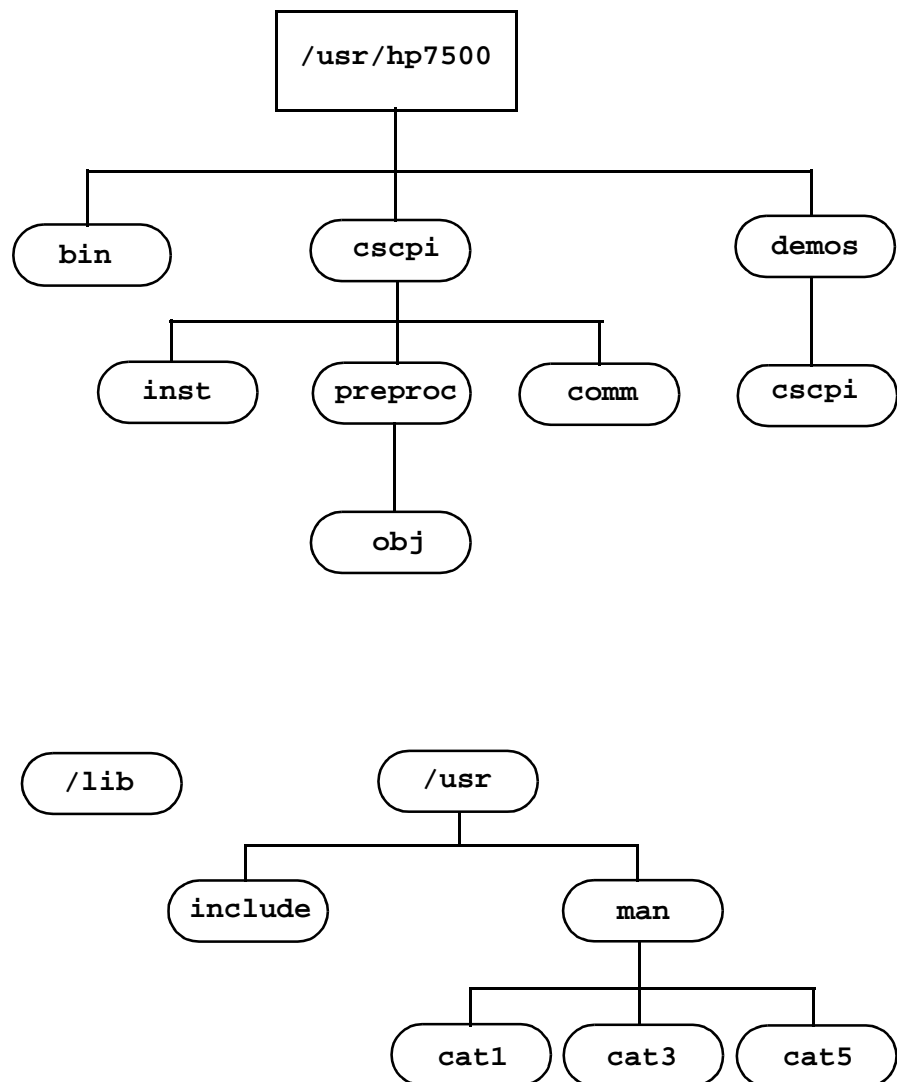 /usr/hp7500
bin
cscpi
demos
inst
preproc
comm
cscpi
obj
/lib
/usr
include
man
cat1
cat3
cat5